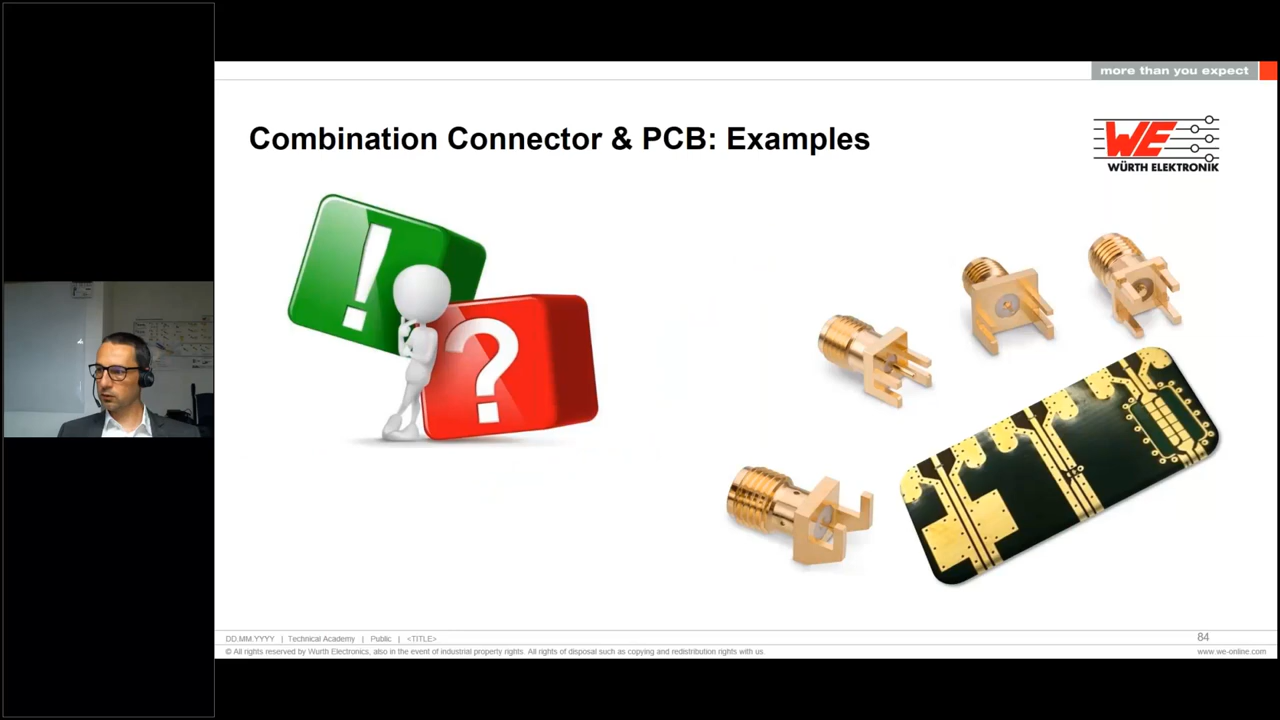 more than you expect
Combination Connector & PCB: Examples
WE
WÜRTH ELEKTRONIK
!
?
DD.MM.YYYY | Technical Academy | Public | <TITLE>
84
© All rights reserved by Wurth Electronics, also in the event of industrial property rights. All rights of disposal such as copying and redistribution rights with us.
www.we-online.com